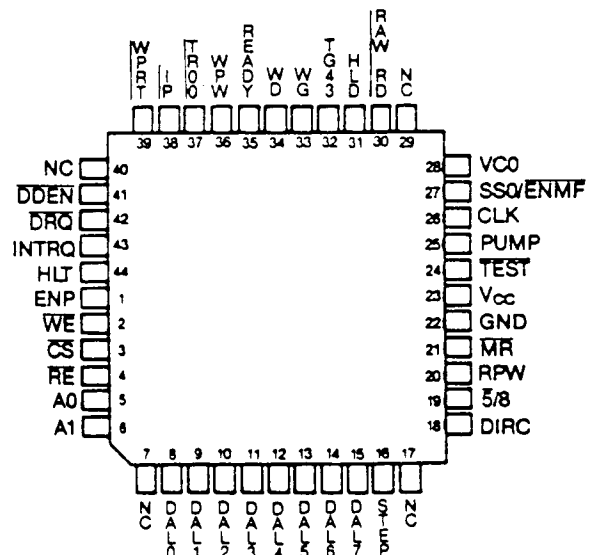 WPRT
IP
TR00
WPW
READY
WD
WG
TG43
HLD
RAW RD
NC
39 38 37 36 35 34 33 32 31 30 29
NC 40
DDEN 41
DRQ 42
INTRQ 43
HLT 44
ENP 1
WE 2
CS 3
RE 4
A0 5
A1 6
28 VC0
27 SS0/ENMF
26 CLK
25 PUMP
24 TEST
23 Vcc
22 GND
21 MR
20 RPW
19 5/8
18 DIRC
7 8 9 10 11 12 13 14 15 16 17
NC
DAL0
DAL1
DAL2
DAL3
DAL4
DAL5
DAL6
DAL7
STEP
NC